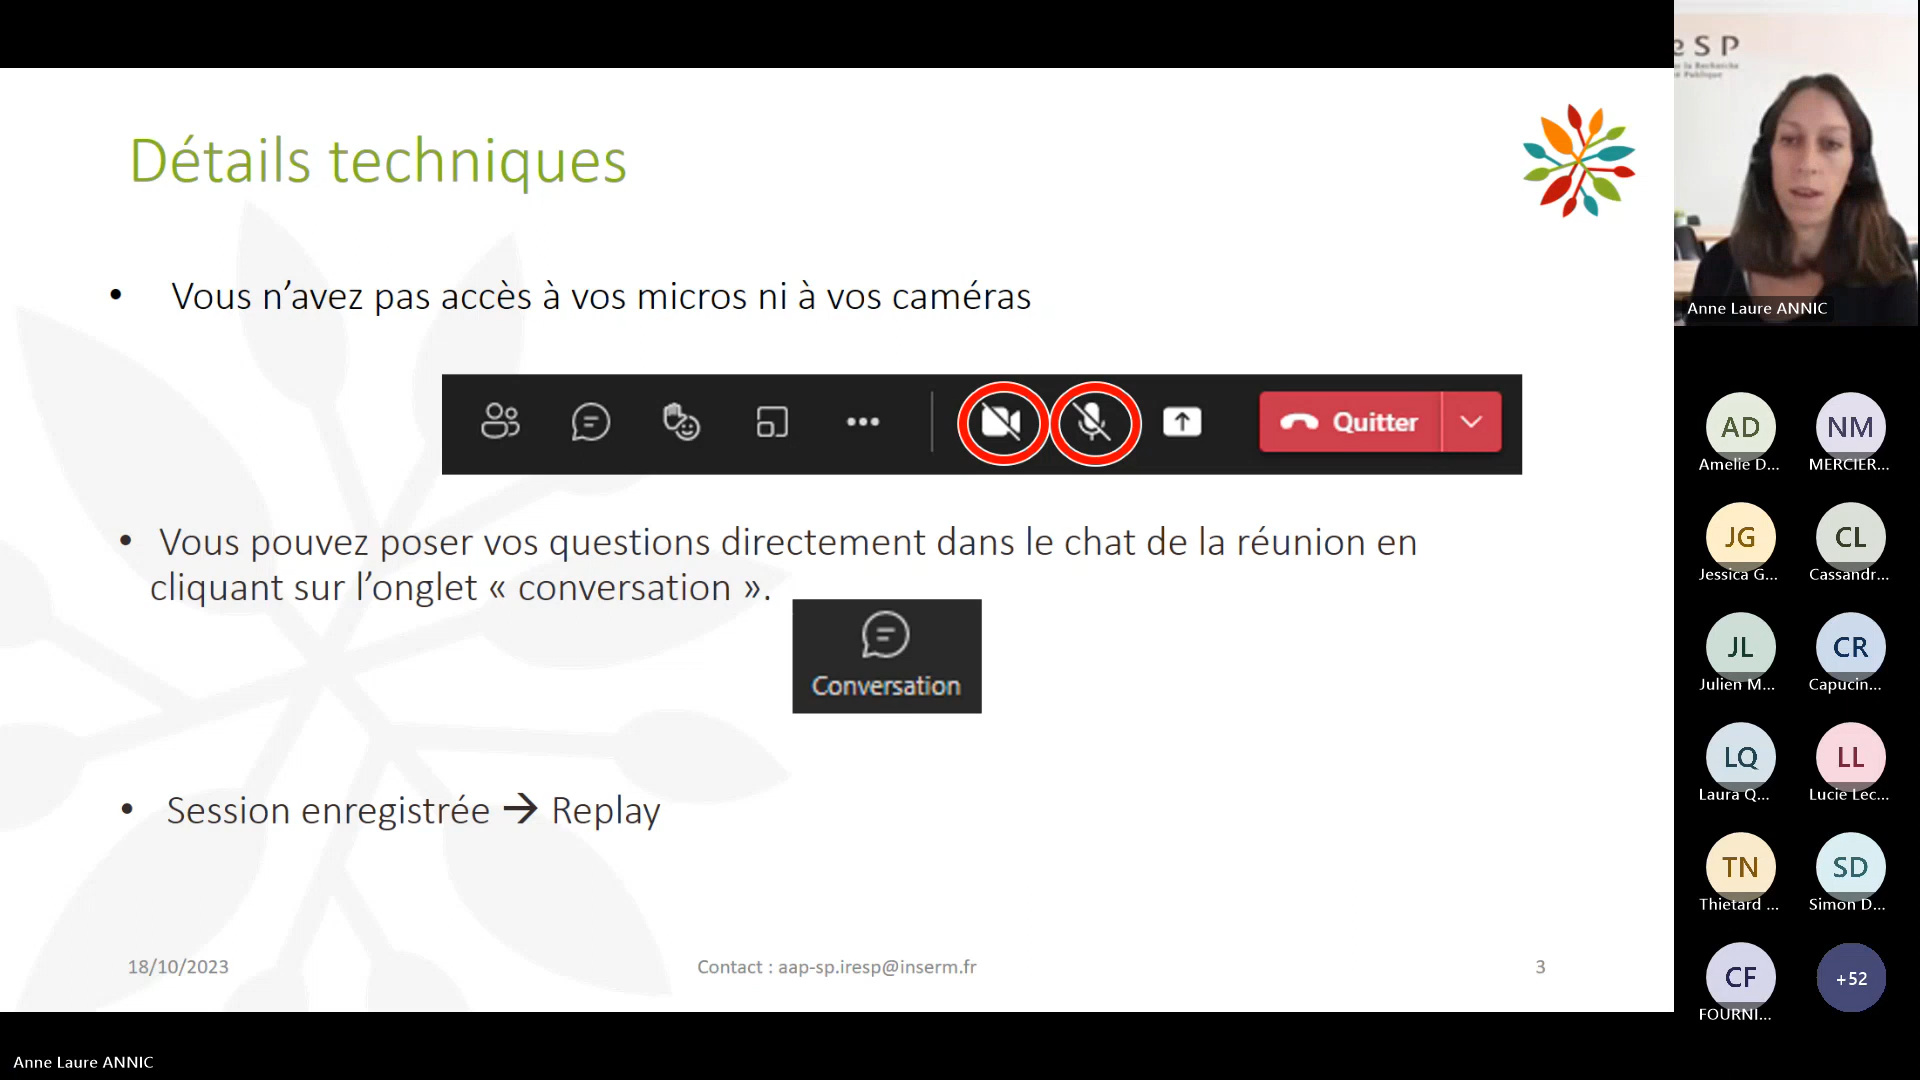 Détails techniques
• Vous n’avez pas accès à vos micros ni à vos caméras
Quitter
• Vous pouvez poser vos questions directement dans le chat de la réunion en
cliquant sur l’onglet « conversation ».
Conversation
• Session enregistrée → Replay
18/10/2023
Contact : aap-sp.iresp@inserm.fr
3
e S P
la Recherche
Publique
Anne Laure ANNIC
AD
Amelie D...
NM
MERCIER...
JG
Jessica G...
CL
Cassandr...
JL
Julien M...
CR
Capucin...
LQ
Laura Q...
LL
Lucie Lec...
TN
Thietard ...
SD
Simon D...
CF
FOURNI...
+52
Anne Laure ANNIC